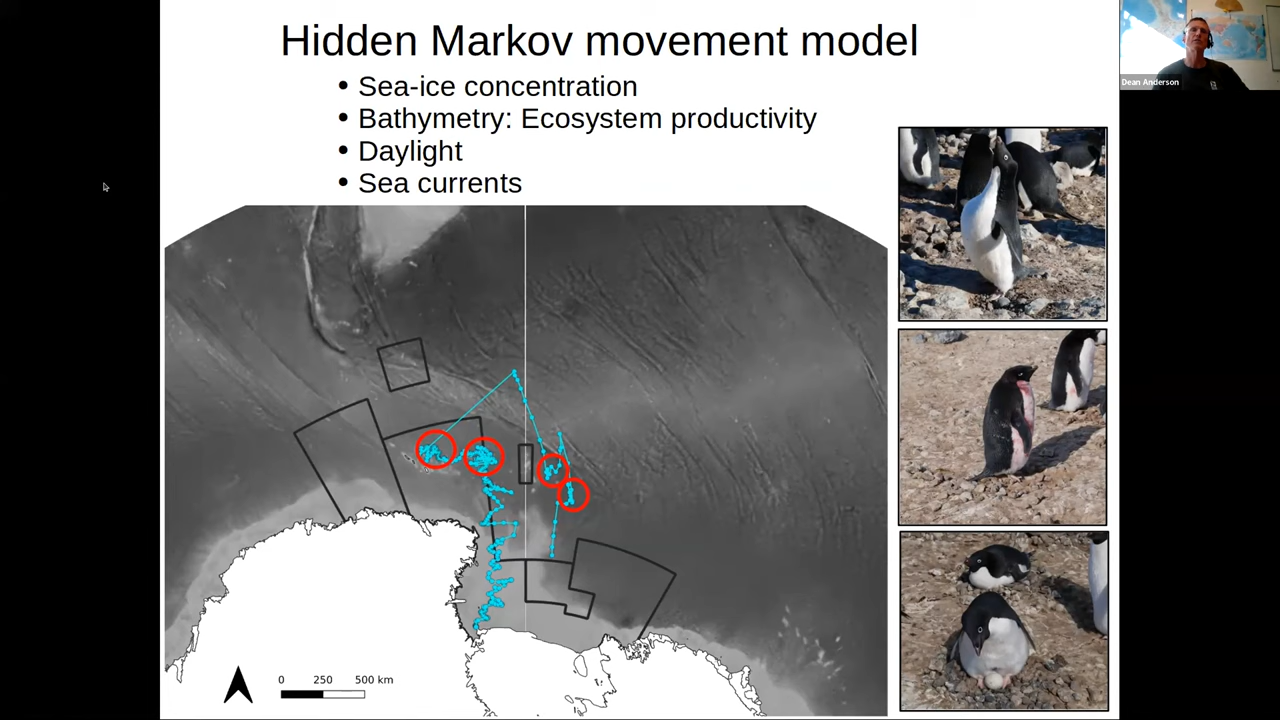 Hidden Markov movement model
• Sea-ice concentration
• Bathymetry: Ecosystem productivity
• Daylight
• Sea currents
Dean Anderson
0 250 500 km